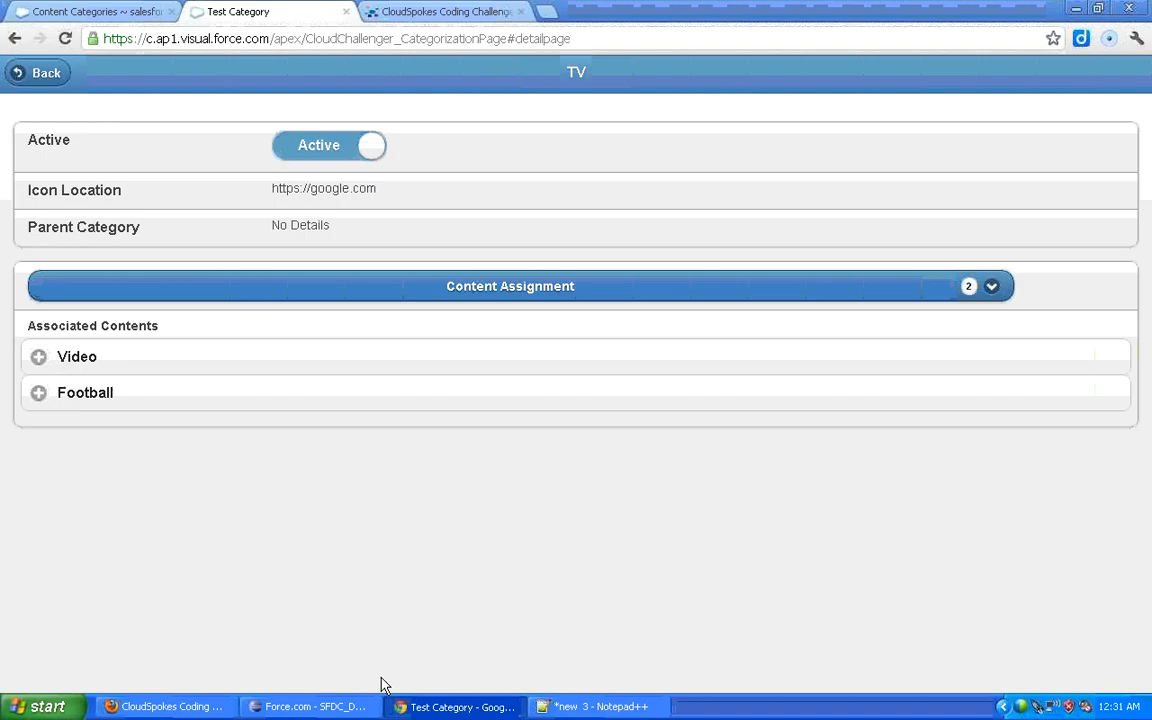 Content Categories ~ salesfor
Test Category
CloudSpokes Coding Challenge
https://c.ap1.visual.force.com/apex/CloudChallenger_CategorizationPage#detailpage
Back
TV
Active
Active
Icon Location
https://google.com
Parent Category
No Details
Content Assignment
2
Associated Contents
Video
Football
start
CloudSpokes Coding ...
Force.com - SFDC_D...
Test Category - Goog...
*new 3 - Notepad++
12:31 AM